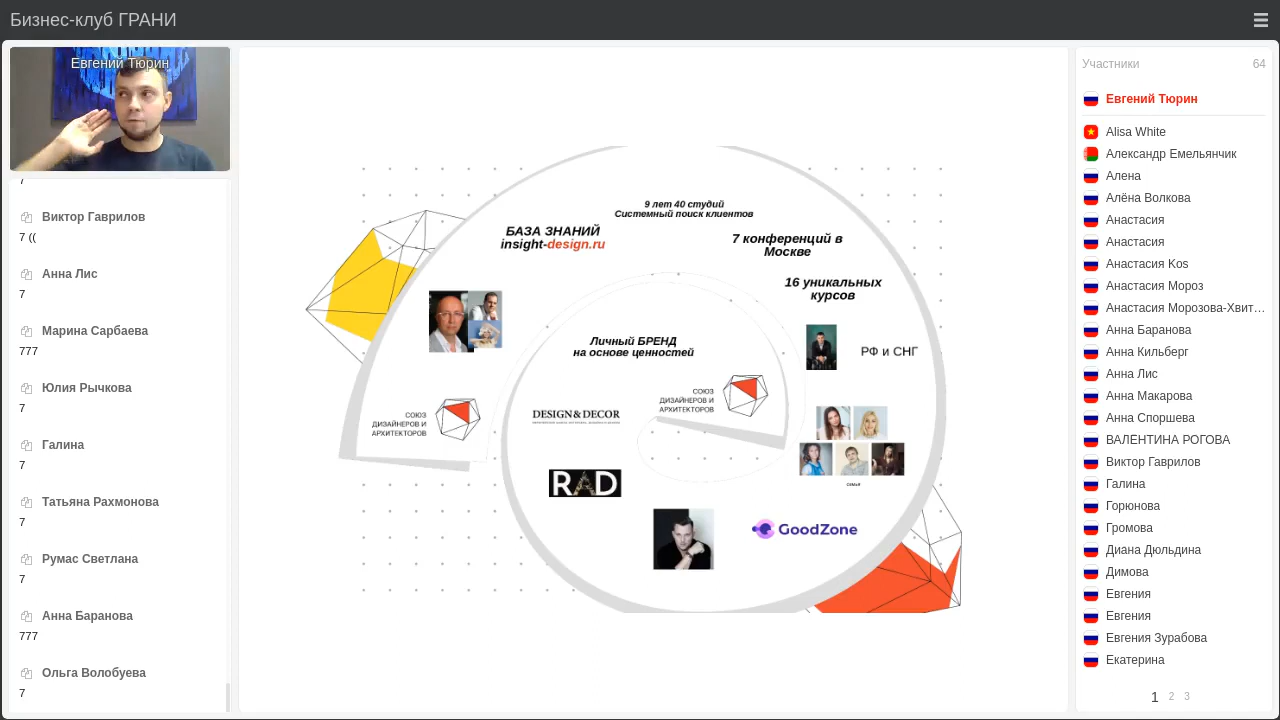 Бизнес-клуб ГРАНИ
Евгений Тюрин
7
Виктор Гаврилов
7 ((
Анна Лис
7
Марина Сарбаева
777
Юлия Рычкова
7
Галина
7
Татьяна Рахмонова
7
Румас Светлана
7
Анна Баранова
777
Ольга Волобуева
7
9 лет 40 студий
Системный поиск клиентов
БАЗА ЗНАНИЙ
insight-design.ru
7 конференций в
Москве
16 уникальных
курсов
Личный БРЕНД
на основе ценностей
РФ и СНГ
СОЮЗ
ДИЗАЙНЕРОВ И
АРХИТЕКТОРОВ
СОЮЗ
ДИЗАЙНЕРОВ И
АРХИТЕКТОРОВ
DESIGN & DECOR
RAD
GoodZone
Участники 64
Евгений Тюрин
Alisa White
Александр Емельянчик
Алена
Алёна Волкова
Анастасия
Анастасия
Анастасия Kos
Анастасия Мороз
Анастасия Морозова-Хвит...
Анна Баранова
Анна Кильберг
Анна Лис
Анна Макарова
Анна Споршева
ВАЛЕНТИНА РОГОВА
Виктор Гаврилов
Галина
Горюнова
Громова
Диана Дюльдина
Димова
Евгения
Евгения
Евгения Зурабова
Екатерина
1 2 3